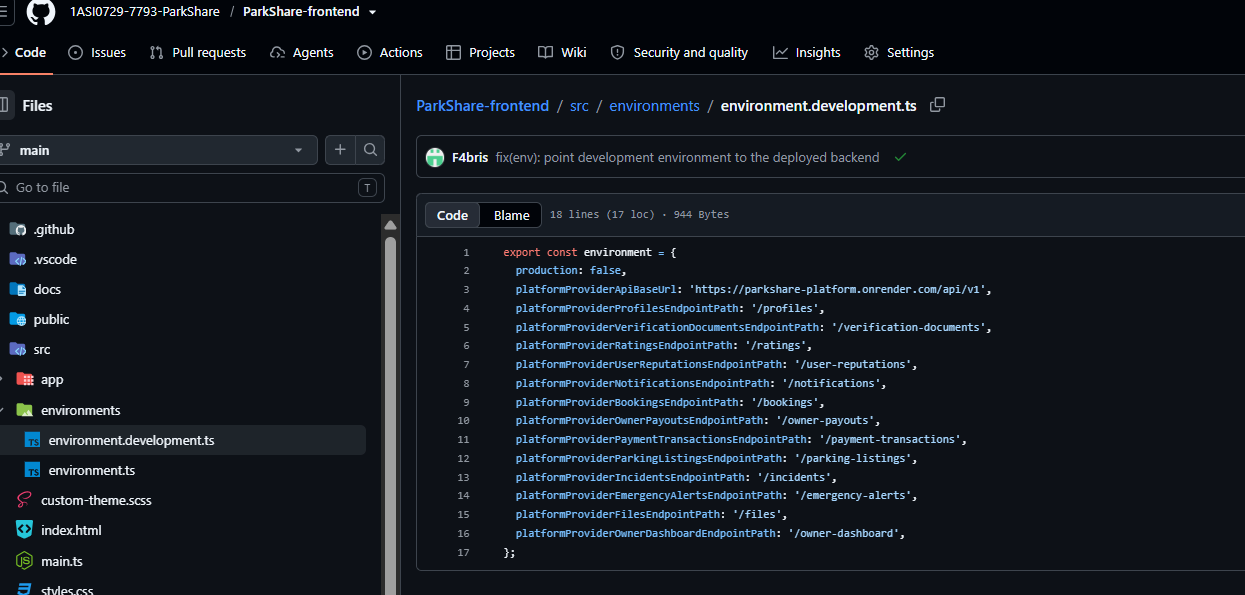 1ASI0729-7793-ParkShare / ParkShare-frontend
Code Issues Pull requests Agents Actions Projects Wiki Security and quality Insights Settings
Files
main
Go to file T
.github
.vscode
docs
public
src
app
environments
environment.development.ts
environment.ts
custom-theme.scss
index.html
main.ts
styles.css
ParkShare-frontend / src / environments / environment.development.ts
F4bris fix(env): point development environment to the deployed backend
Code Blame 18 lines (17 loc) · 944 Bytes
1 export const environment = {
2 production: false,
3 platformProviderApiBaseUrl: 'https://parkshare-platform.onrender.com/api/v1',
4 platformProviderProfilesEndpointPath: '/profiles',
5 platformProviderVerificationDocumentsEndpointPath: '/verification-documents',
6 platformProviderRatingsEndpointPath: '/ratings',
7 platformProviderUserReputationsEndpointPath: '/user-reputations',
8 platformProviderNotificationsEndpointPath: '/notifications',
9 platformProviderBookingsEndpointPath: '/bookings',
10 platformProviderOwnerPayoutsEndpointPath: '/owner-payouts',
11 platformProviderPaymentTransactionsEndpointPath: '/payment-transactions',
12 platformProviderParkingListingsEndpointPath: '/parking-listings',
13 platformProviderIncidentsEndpointPath: '/incidents',
14 platformProviderEmergencyAlertsEndpointPath: '/emergency-alerts',
15 platformProviderFilesEndpointPath: '/files',
16 platformProviderOwnerDashboardEndpointPath: '/owner-dashboard',
17 };